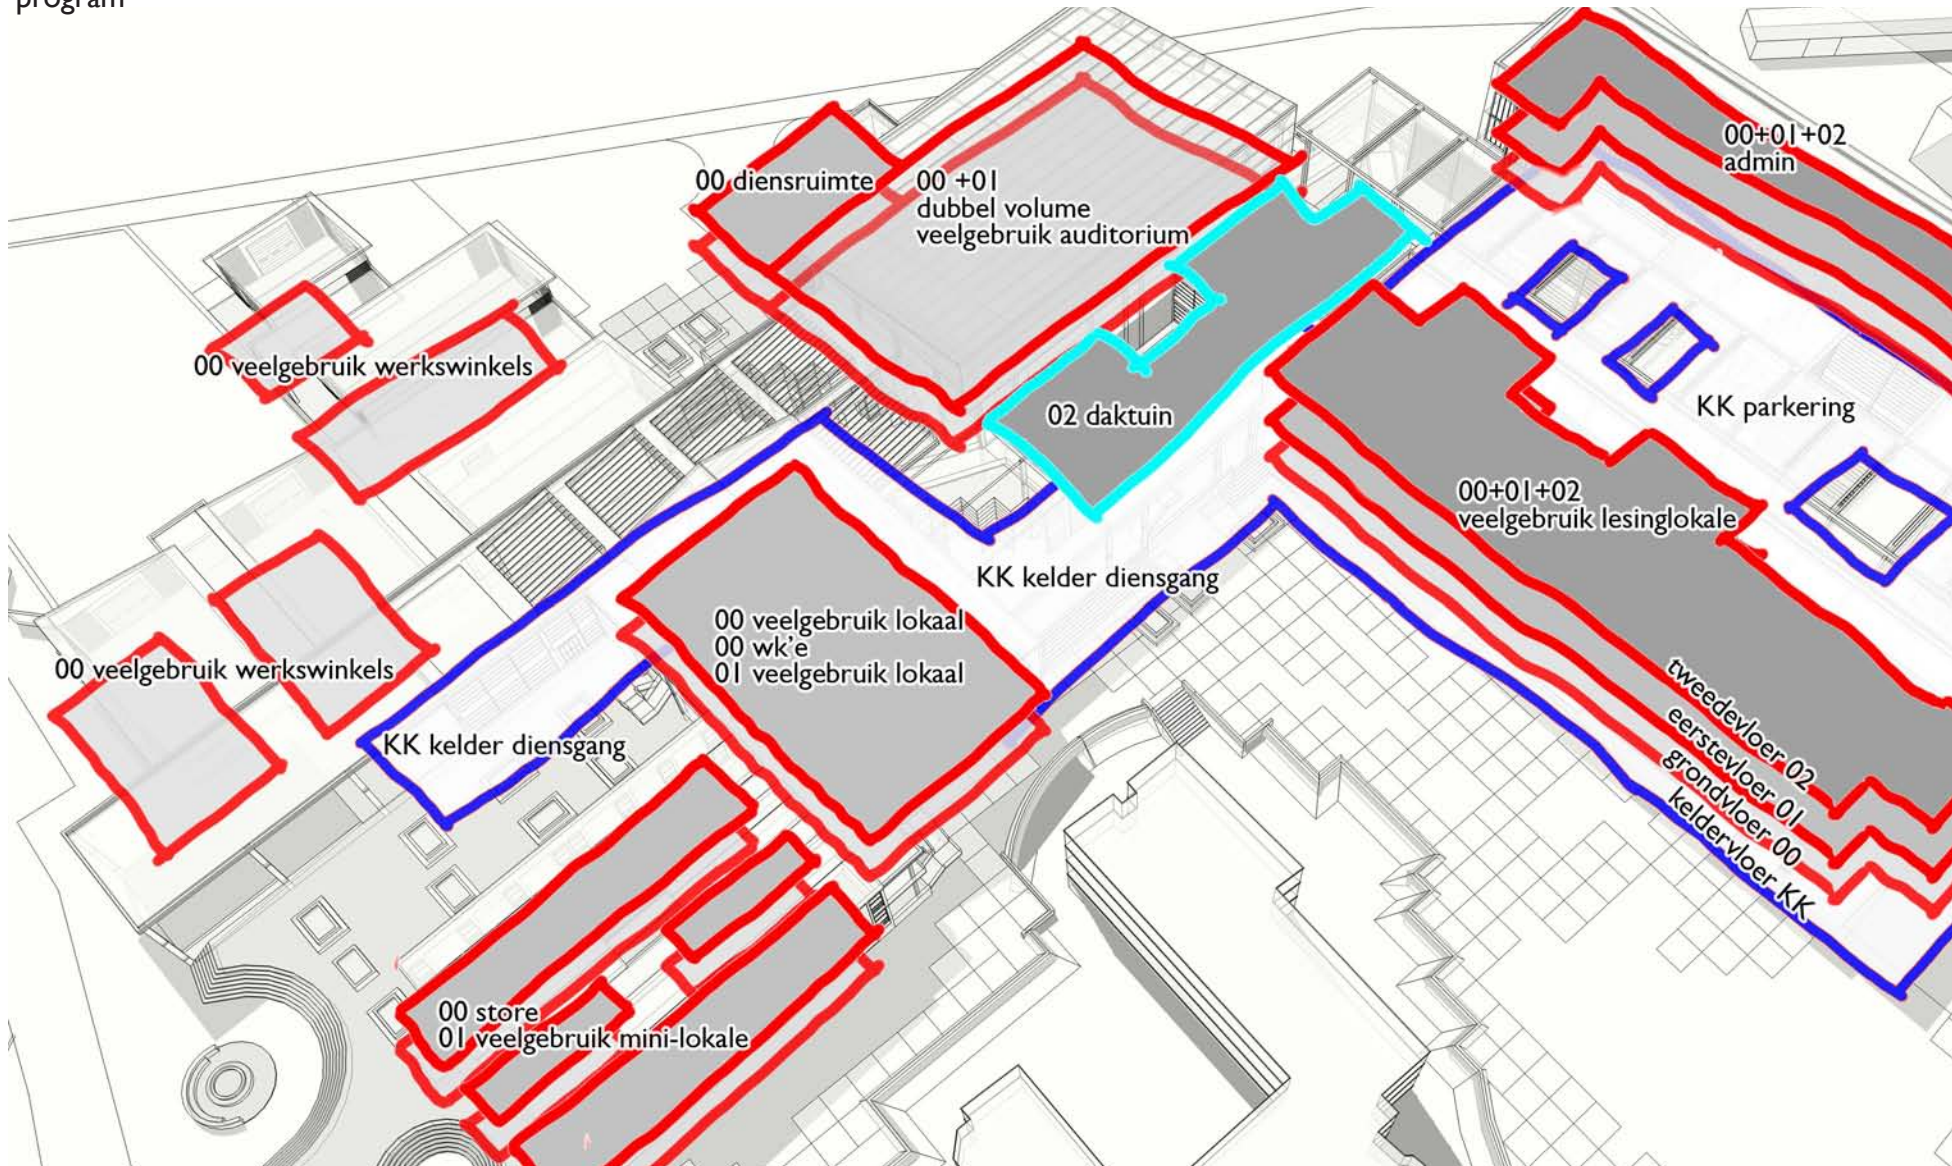 program
00+01+02
admin
00 diensruimte
00 +01
dubbel volume
veelgebruik auditorium
00 veelgebruik werkswinkels
02 daktuin
KK parkering
00+01+02
veelgebruik lesinglokale
KK kelder diensgang
00 veelgebruik lokaal
00 wk'e
01 veelgebruik lokaal
00 veelgebruik werkswinkels
KK kelder diensgang
tweedevloer 02
eerstevloer 01
grondvloer 00
keldervloer KK
00 store
01 veelgebruik mini-lokale